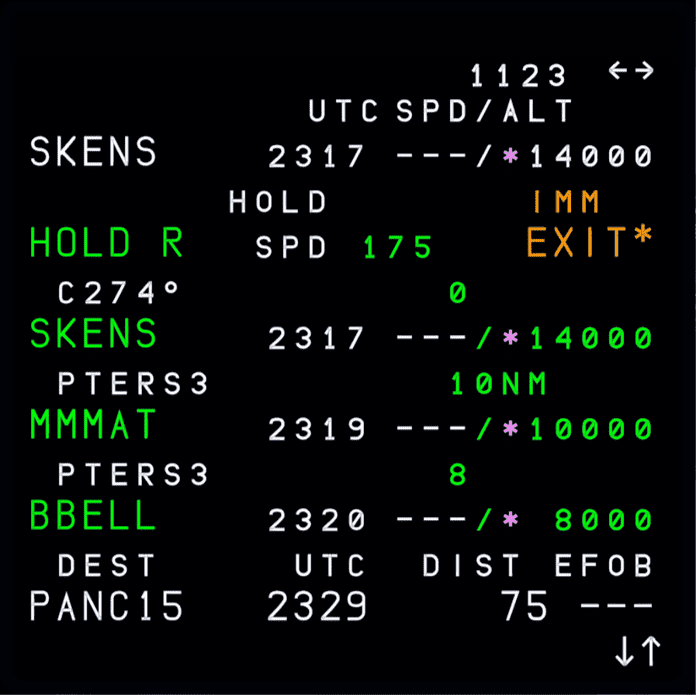 1123 ←→
UTC SPD/ALT
SKENS 2317 ---/*14000
HOLD IMM
HOLD R SPD 175 EXIT*
C274° 0
SKENS 2317 ---/*14000
PTERS3 10NM
MMMAT 2319 ---/*10000
PTERS3 8
BBELL 2320 ---/* 8000
DEST UTC DIST EFOB
PANC15 2329 75 ---
↓↑